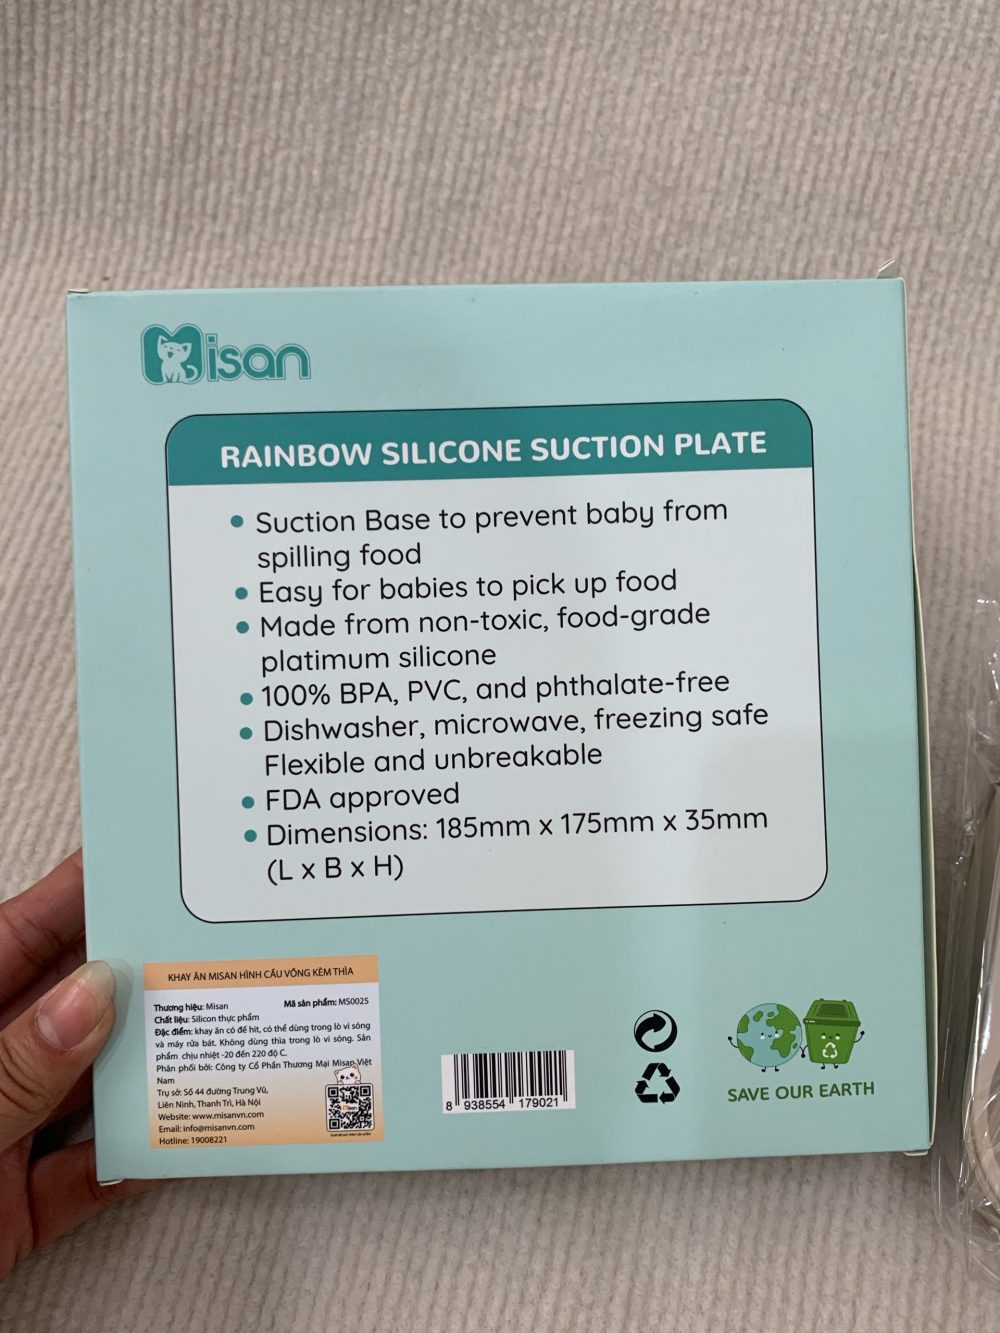 Misan
RAINBOW SILICONE SUCTION PLATE
Suction Base to prevent baby from
spilling food
Easy for babies to pick up food
Made from non-toxic, food-grade
platimum silicone
100% BPA, PVC, and phthalate-free
Dishwasher, microwave, freezing safe
Flexible and unbreakable
FDA approved
Dimensions: 185mm x 175mm x 35mm
(L x B x H)
KHAY ĂN MISAN HÌNH CẦU VỒNG KÈM THÌA
Thương hiệu: Misan Mã sản phẩm: MS0025
Chất liệu: Silicon thực phẩm
Đặc điểm: khay ăn có đế hít, có thể dùng trong lò vi sóng
và máy rửa bát. Không dùng thìa trong lò vi sóng. Sản
phẩm chịu nhiệt -20 đến 220 độ C.
Phân phối bởi: Công ty Cổ Phần Thương Mại Misan Việt
Nam
Trụ sở: Số 44 đường Trung Vũ,
Liên Ninh, Thanh Trì, Hà Nội
Website: www.misanvn.com
Email: info@misanvn.com
Hotline: 19008221
8 938554 179021
SAVE OUR EARTH